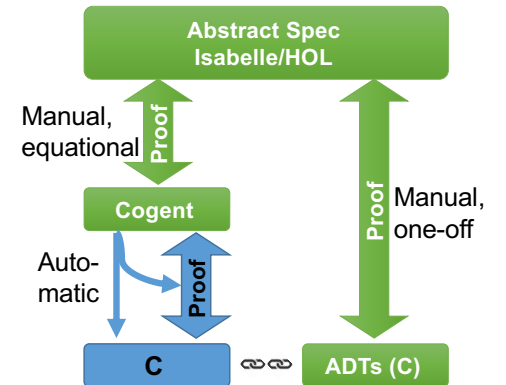 Abstract Spec
Isabelle/HOL
Manual,
equational
Proof
Proof
Manual,
one-off
Cogent
Auto-
matic
Proof
C
ADTs (C)